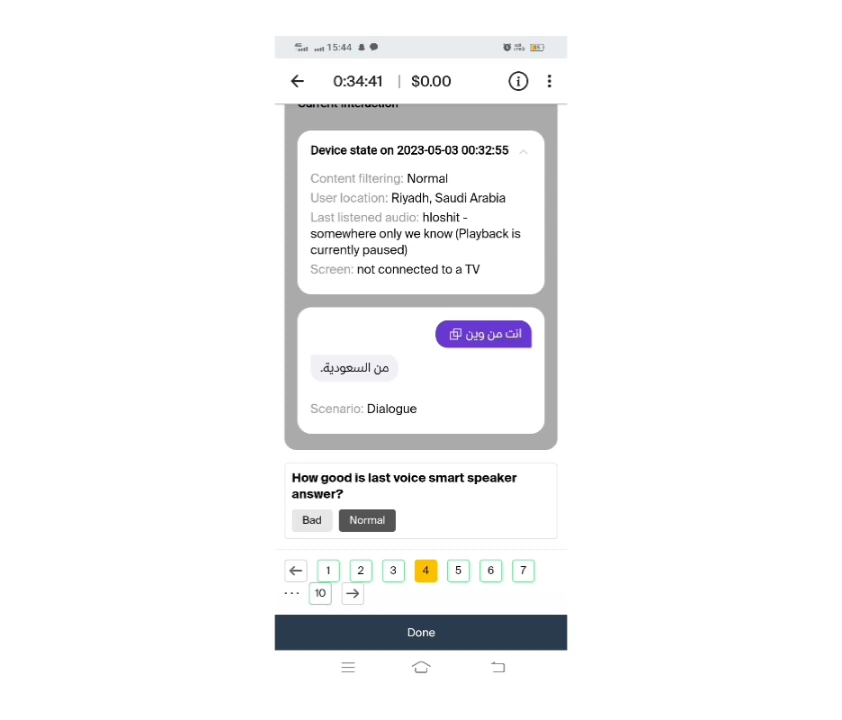 15:44
0:34:41 | $0.00
Current interaction
Device state on 2023-05-03 00:32:55
Content filtering: Normal
User location: Riyadh, Saudi Arabia
Last listened audio: hloshit -
somewhere only we know (Playback is
currently paused)
Screen: not connected to a TV
انت من وين
من السعودية.
Scenario: Dialogue
How good is last voice smart speaker
answer?
Bad Normal
1 2 3 4 5 6 7
... 10
Done